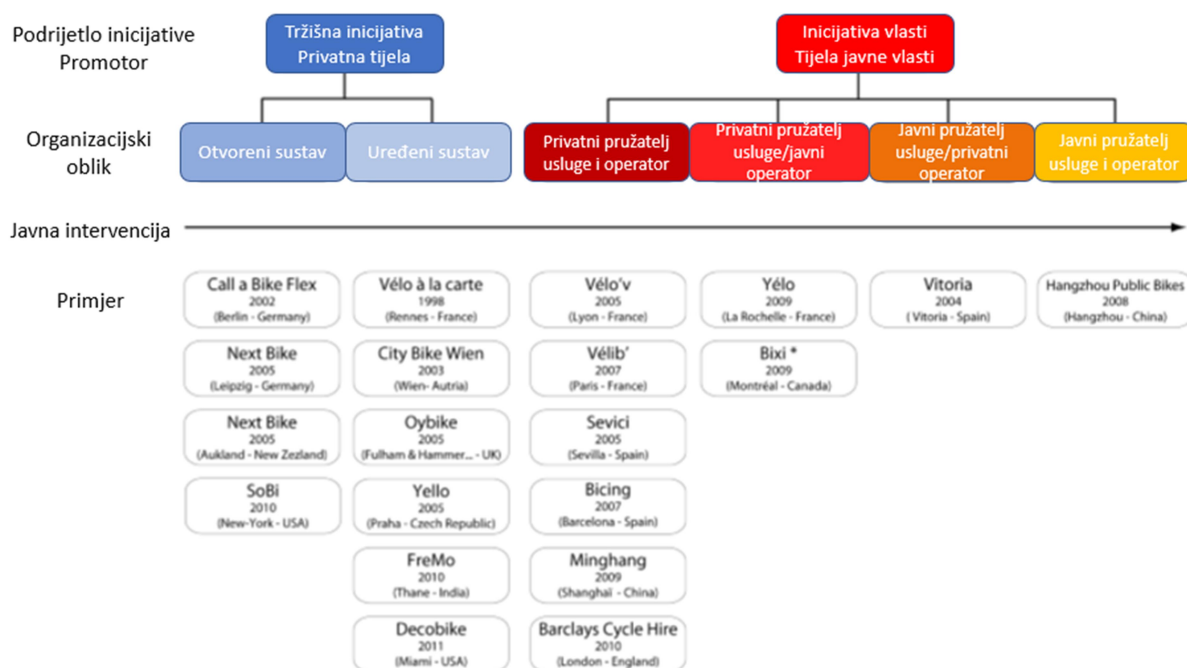 Podrijetlo inicijative
Promotor
Tržišna inicijativa
Privatna tijela
Inicijativa vlasti
Tijela javne vlasti
Organizacijski
oblik
Otvoreni sustav
Uređeni sustav
Privatni pružatelj
usluge i operator
Privatni pružatelj
usluge/javni
operator
Javni pružatelj
usluge/privatni
operator
Javni pružatelj
usluge i operator
Javna intervencija
Primjer
Call a Bike Flex
2002
(Berlin - Germany)
Vélo à la carte
1998
(Rennes - France)
Vélo'v
2005
(Lyon - France)
Yélo
2009
(La Rochelle - France)
Vitoria
2004
( Vitoria - Spain)
Hangzhou Public Bikes
2008
(Hangzhou - China)
Next Bike
2005
(Leipzig - Germany)
City Bike Wien
2003
(Wien- Autria)
Vélib'
2007
(Paris - France)
Bixi *
2009
(Montréal - Canada)
Next Bike
2005
(Aukland - New Zezland)
Oybike
2005
(Fulham & Hammer... - UK)
Sevici
2005
(Sevilla - Spain)
SoBi
2010
(New-York - USA)
Yello
2005
(Praha - Czech Republic)
Bicing
2007
(Barcelona - Spain)
FreMo
2010
(Thane - India)
Minghang
2009
(Shanghaï - China)
Decobike
2011
(Miami - USA)
Barclays Cycle Hire
2010
(London - England)